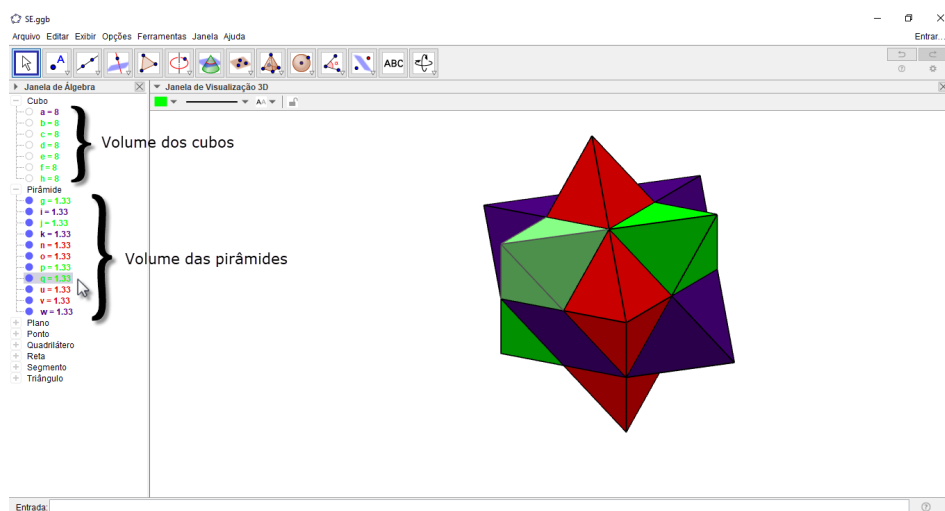 SE.ggb
Arquivo Editar Exibir Opções Ferramentas Janela Ajuda
Entrar...
A
ABC
Janela de Álgebra
Janela de Visualização 3D
AA
Cubo
a = 8
b = 8
c = 8
d = 8
e = 8
f = 8
h = 8
Volume dos cubos
Pirâmide
g = 1.33
i = 1.33
j = 1.33
k = 1.33
n = 1.33
o = 1.33
p = 1.33
q = 1.33
u = 1.33
v = 1.33
w = 1.33
Volume das pirâmides
Plano
Ponto
Quadrilátero
Reta
Segmento
Triângulo
Entrada: